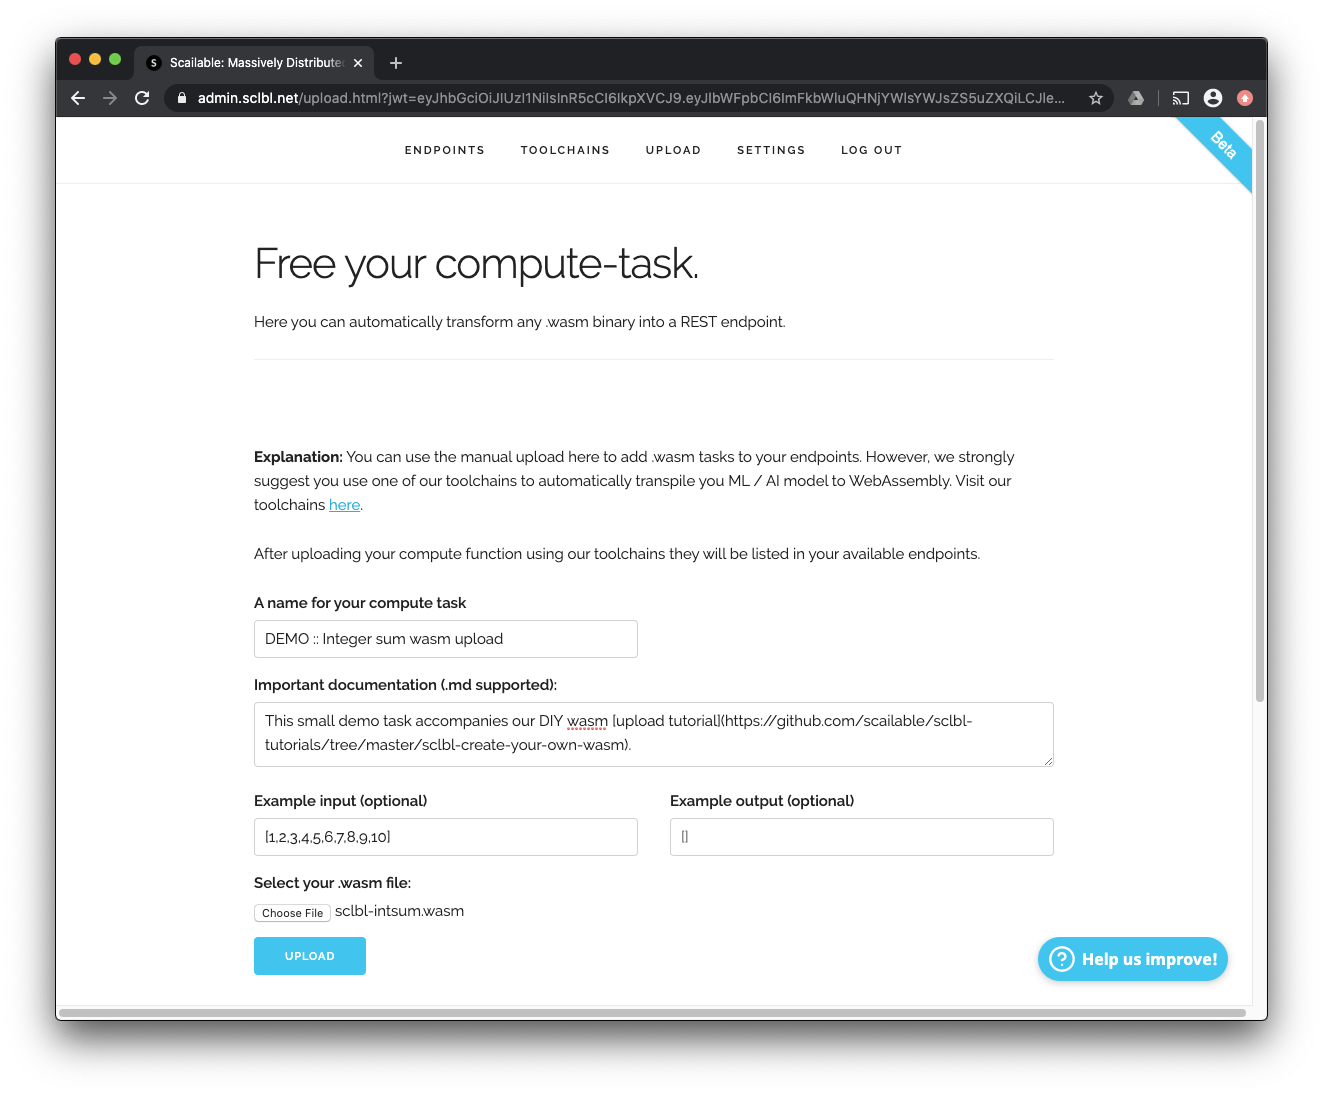 Scailable: Massively Distribute
admin.sclbl.net/upload.html?jwt=eyJhbGciOiJIUzI1NiIsInR5cCI6IkpXVCJ9.eyJlbWFpbCI6ImFkbWluQHNjYWlsYWJsZS5uZXQiLCJle...
ENDPOINTS TOOLCHAINS UPLOAD SETTINGS LOG OUT
Beta
Free your compute-task.
Here you can automatically transform any .wasm binary into a REST endpoint.
Explanation: You can use the manual upload here to add .wasm tasks to your endpoints. However, we strongly
suggest you use one of our toolchains to automatically transpile you ML / AI model to WebAssembly. Visit our
toolchains here.
After uploading your compute function using our toolchains they will be listed in your available endpoints.
A name for your compute task
DEMO :: Integer sum wasm upload
Important documentation (.md supported):
This small demo task accompanies our DIY wasm [upload tutorial](https://github.com/scailable/sclbl-
tutorials/tree/master/sclbl-create-your-own-wasm).
Example input (optional) Example output (optional)
[1,2,3,4,5,6,7,8,9,10] []
Select your .wasm file:
Choose File sclbl-intsum.wasm
UPLOAD
? Help us improve!